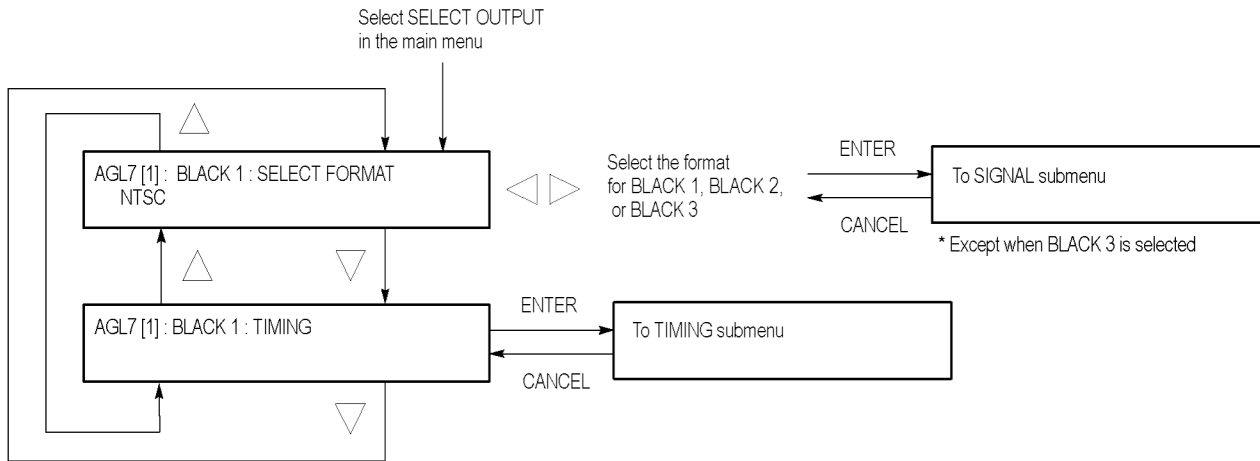 Select SELECT OUTPUT
in the main menu
AGL7 [1] : BLACK 1 : SELECT FORMAT
NTSC
Select the format
for BLACK 1, BLACK 2,
or BLACK 3
ENTER
CANCEL
To SIGNAL submenu
* Except when BLACK 3 is selected
AGL7 [1] : BLACK 1 : TIMING
ENTER
CANCEL
To TIMING submenu